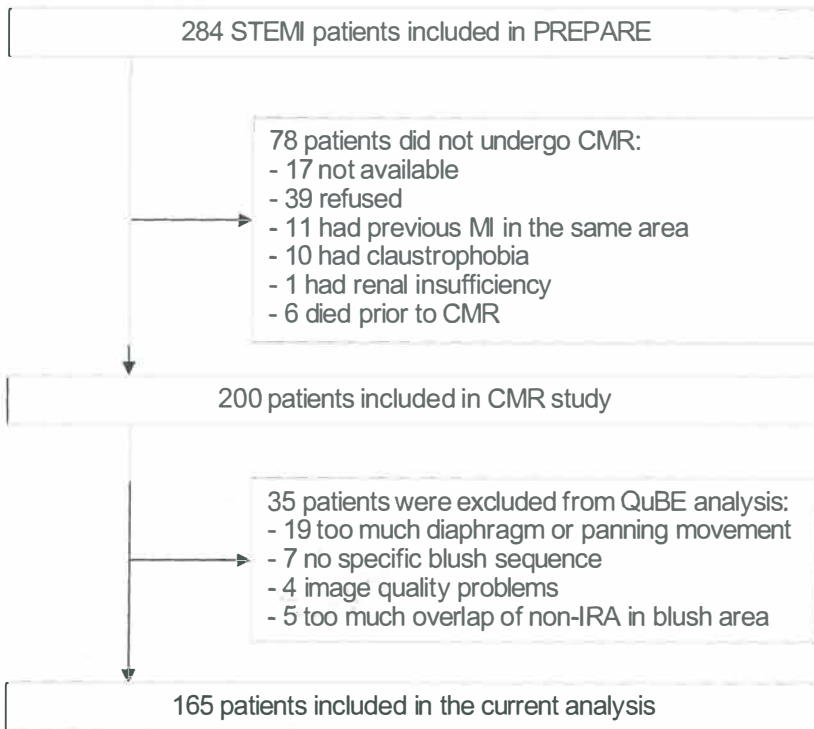 284 STEMI patients included in PREPARE
78 patients did not undergo CMR:
- 17 not available
- 39 refused
- 11 had previous MI in the same area
- 10 had claustrophobia
- 1 had renal insufficiency
- 6 died prior to CMR
200 patients included in CMR study
35 patients were excluded from QuBE analysis:
- 19 too much diaphragm or panning movement
- 7 no specific blush sequence
- 4 image quality problems
- 5 too much overlap of non-IRA in blush area
165 patients included in the current analysis